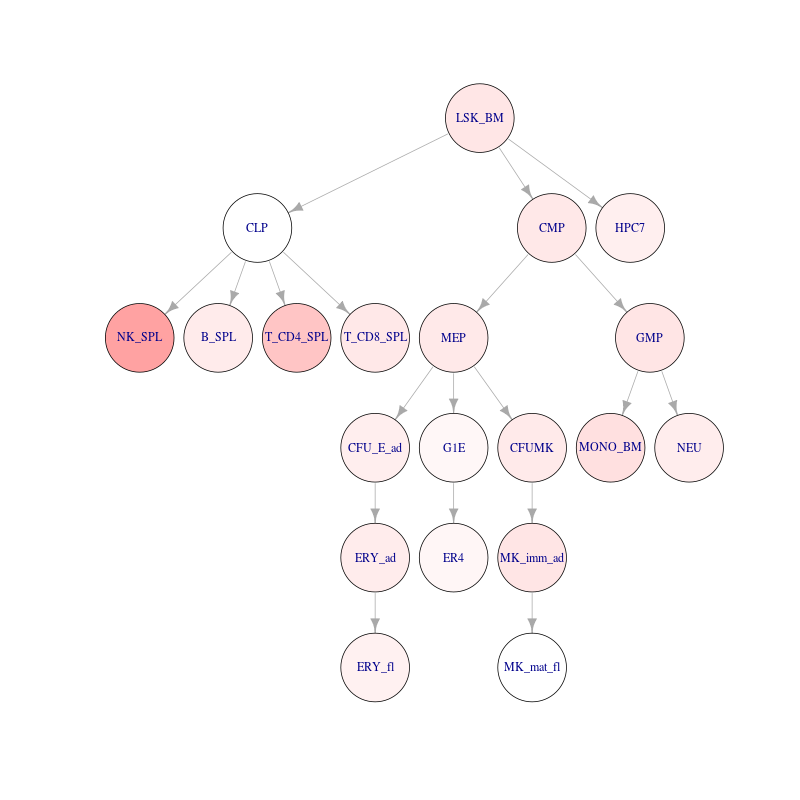 LSK_BM
CLP
CMP
HPC7
NK_SPL
B_SPL
T_CD4_SPL
T_CD8_SPL
MEP
GMP
CFU_E_ad
G1E
CFUMK
MONO_BM
NEU
ERY_ad
ER4
MK_imm_ad
ERY_fl
MK_mat_fl